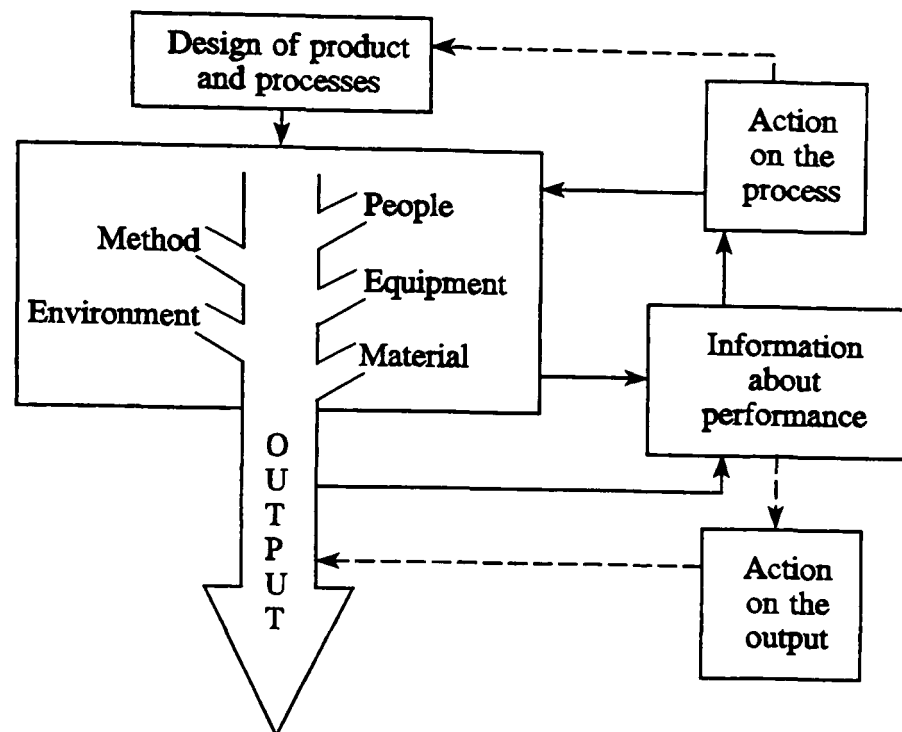 Design of product
and processes
Action
on the
process
People
Method
Equipment
Environment
Material
Information
about
performance
OUTPUT
Action
on the
output